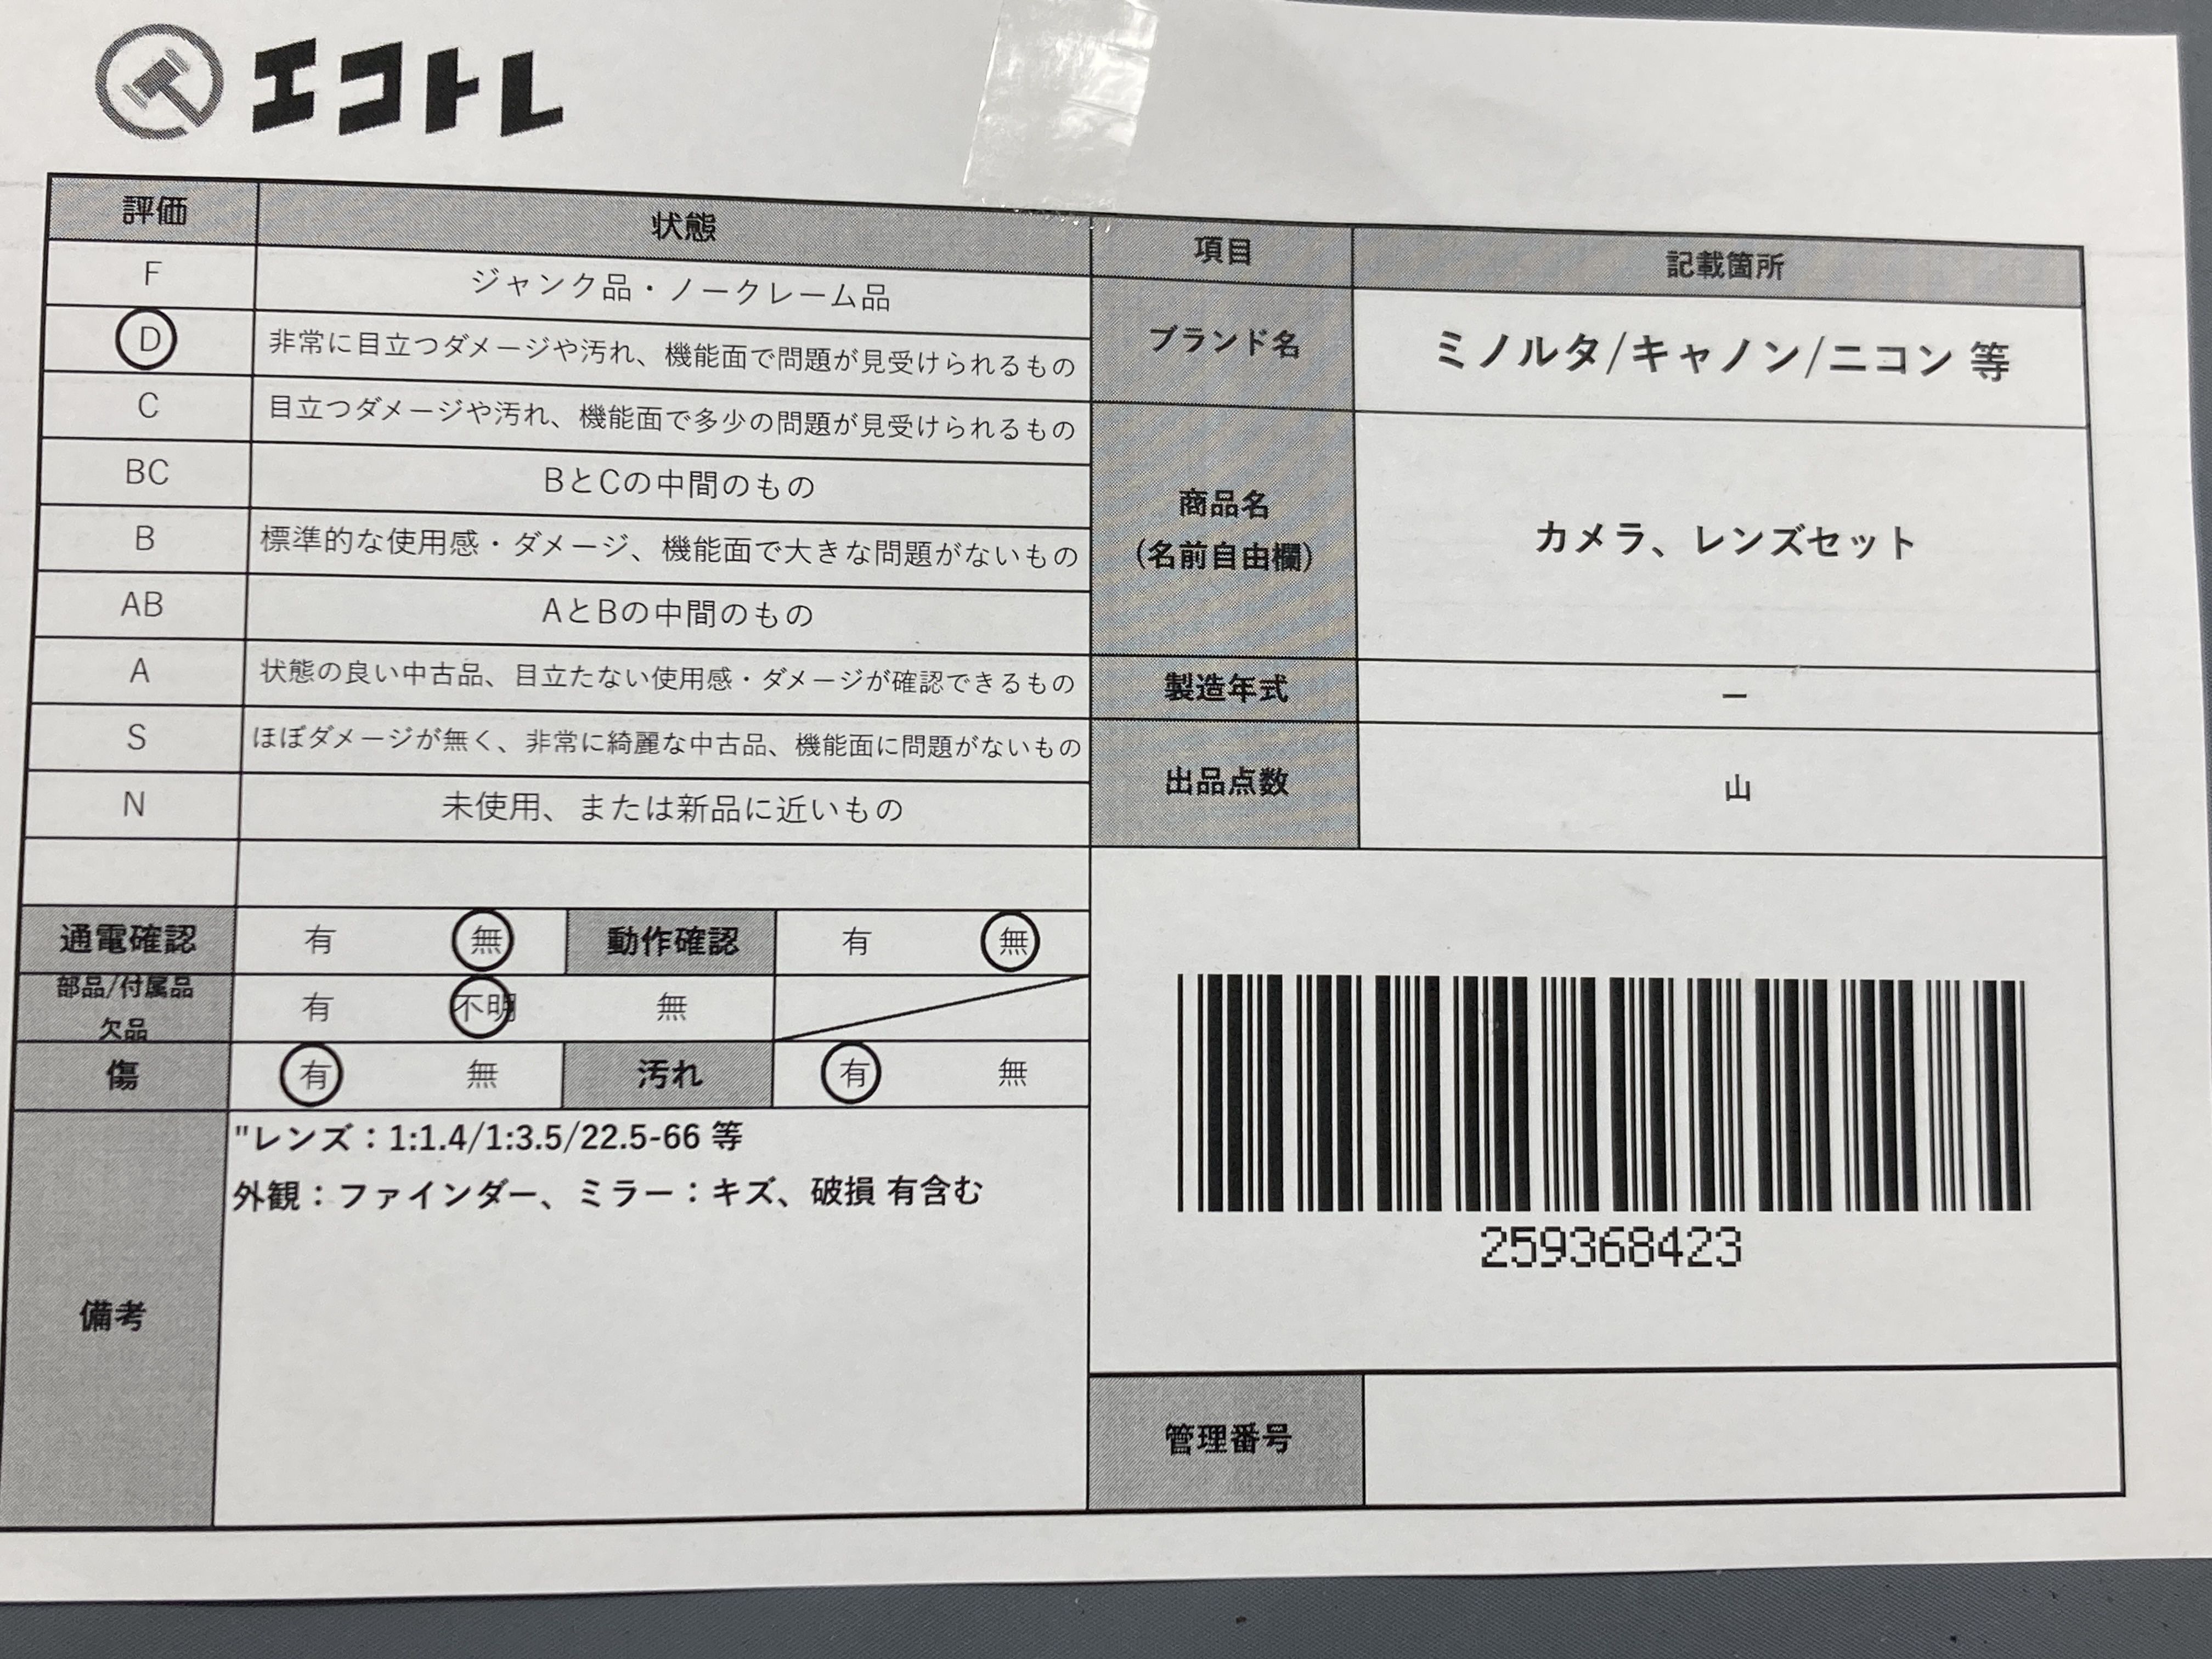 エコトレ
評価 状態
F ジャンク品・ノークレーム品
D 非常に目立つダメージや汚れ、機能面で問題が見受けられるもの
C 目立つダメージや汚れ、機能面で多少の問題が見受けられるもの
BC BとCの中間のもの
B 標準的な使用感・ダメージ、機能面で大きな問題がないもの
AB AとBの中間のもの
A 状態の良い中古品、目立たない使用感・ダメージが確認できるもの
S ほぼダメージが無く、非常に綺麗な中古品、機能面に問題がないもの
N 未使用、または新品に近いもの
通電確認 有 無 動作確認 有 無
部品/付属品
欠品 有 不明 無
傷 有 無 汚れ 有 無
備考
"レンズ：1:1.4/1:3.5/22.5-66 等
外観：ファインダー、ミラー：キズ、破損 有含む
項目 記載箇所
ブランド名 ミノルタ/キャノン/ニコン 等
商品名
(名前自由欄) カメラ、レンズセット
製造年式 ー
出品点数 山
259368423
管理番号